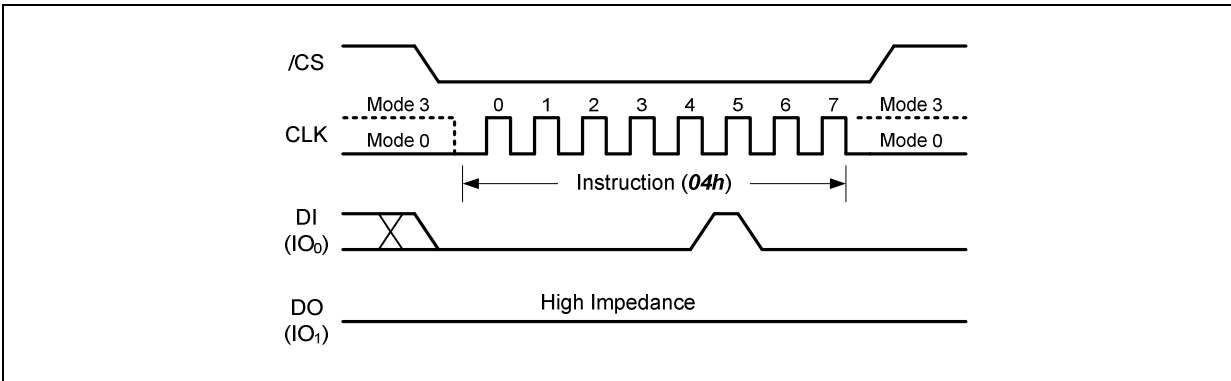 /CS
Mode 3 0 1 2 3 4 5 6 7 Mode 3
CLK
Mode 0 Mode 0
Instruction (04h)
DI
(IO₀)
High Impedance
DO
(IO₁)